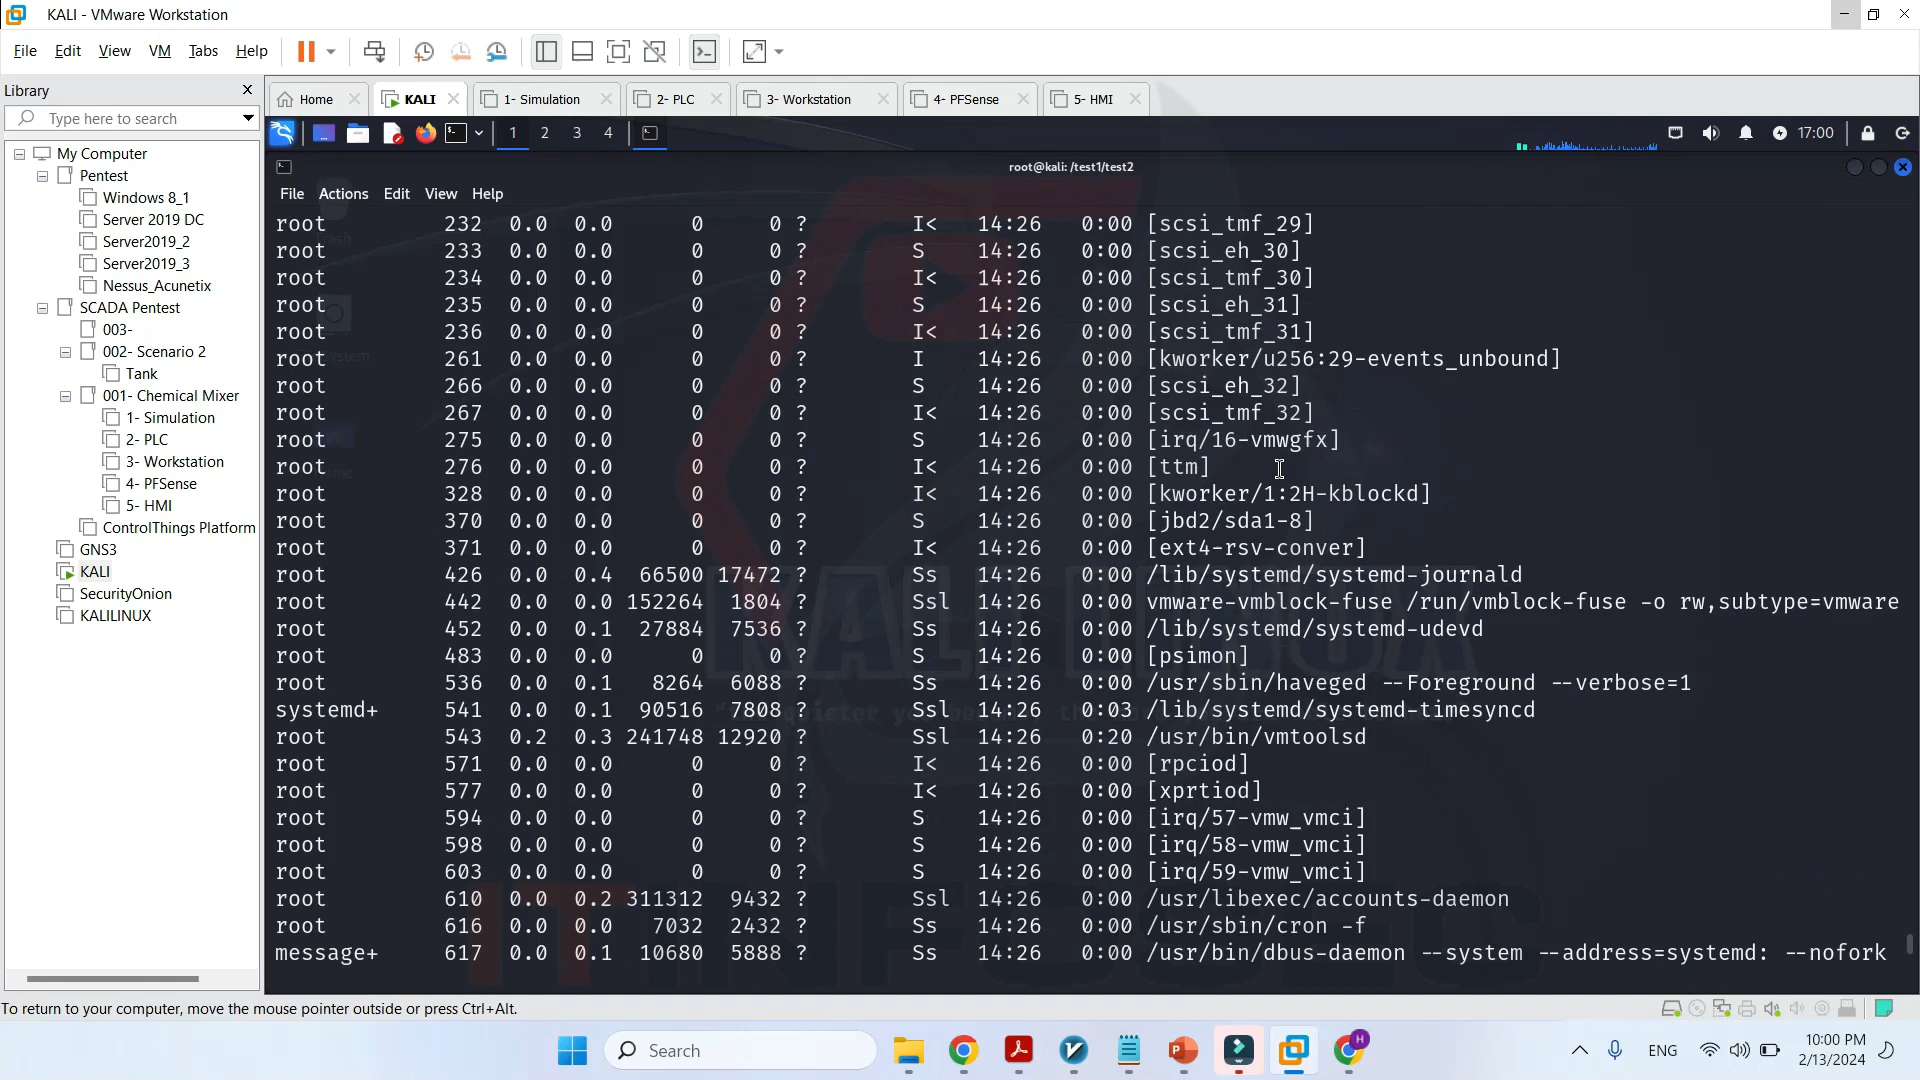 KALI - VMware Workstation
File Edit View VM Tabs Help
Library
Type here to search
My Computer
Pentest
Windows 8_1
Server 2019 DC
Server2019_2
Server2019_3
Nessus_Acunetix
SCADA Pentest
003-
002- Scenario 2
Tank
001- Chemical Mixer
1- Simulation
2- PLC
3- Workstation
4- PFSense
5- HMI
ControlThings Platform
GNS3
KALI
SecurityOnion
KALILINUX
Home KALI 1- Simulation 2- PLC 3- Workstation 4- PFSense 5- HMI
1 2 3 4 17:00
root@kali: /test1/test2
File Actions Edit View Help
root 232 0.0 0.0 0 0 ? I< 14:26 0:00 [scsi_tmf_29]
root 233 0.0 0.0 0 0 ? S 14:26 0:00 [scsi_eh_30]
root 234 0.0 0.0 0 0 ? I< 14:26 0:00 [scsi_tmf_30]
root 235 0.0 0.0 0 0 ? S 14:26 0:00 [scsi_eh_31]
root 236 0.0 0.0 0 0 ? I< 14:26 0:00 [scsi_tmf_31]
root 261 0.0 0.0 0 0 ? I 14:26 0:00 [kworker/u256:29-events_unbound]
root 266 0.0 0.0 0 0 ? S 14:26 0:00 [scsi_eh_32]
root 267 0.0 0.0 0 0 ? I< 14:26 0:00 [scsi_tmf_32]
root 275 0.0 0.0 0 0 ? S 14:26 0:00 [irq/16-vmwgfx]
root 276 0.0 0.0 0 0 ? I< 14:26 0:00 [ttm]
root 328 0.0 0.0 0 0 ? I< 14:26 0:00 [kworker/1:2H-kblockd]
root 370 0.0 0.0 0 0 ? S 14:26 0:00 [jbd2/sda1-8]
root 371 0.0 0.0 0 0 ? I< 14:26 0:00 [ext4-rsv-conver]
root 426 0.0 0.4 66500 17472 ? Ss 14:26 0:00 /lib/systemd/systemd-journald
root 442 0.0 0.0 152264 1804 ? Ssl 14:26 0:00 vmware-vmblock-fuse /run/vmblock-fuse -o rw,subtype=vmware
root 452 0.0 0.1 27884 7536 ? Ss 14:26 0:00 /lib/systemd/systemd-udevd
root 483 0.0 0.0 0 0 ? S 14:26 0:00 [psimon]
root 536 0.0 0.1 8264 6088 ? Ss 14:26 0:00 /usr/sbin/haveged --Foreground --verbose=1
systemd+ 541 0.0 0.1 90516 7808 ? Ssl 14:26 0:03 /lib/systemd/systemd-timesyncd
root 543 0.2 0.3 241748 12920 ? Ssl 14:26 0:20 /usr/bin/vmtoolsd
root 571 0.0 0.0 0 0 ? I< 14:26 0:00 [rpciod]
root 577 0.0 0.0 0 0 ? I< 14:26 0:00 [xprtiod]
root 594 0.0 0.0 0 0 ? S 14:26 0:00 [irq/57-vmw_vmci]
root 598 0.0 0.0 0 0 ? S 14:26 0:00 [irq/58-vmw_vmci]
root 603 0.0 0.0 0 0 ? S 14:26 0:00 [irq/59-vmw_vmci]
root 610 0.0 0.2 311312 9432 ? Ssl 14:26 0:00 /usr/libexec/accounts-daemon
root 616 0.0 0.0 7032 2432 ? Ss 14:26 0:00 /usr/sbin/cron -f
message+ 617 0.0 0.1 10680 5888 ? Ss 14:26 0:00 /usr/bin/dbus-daemon --system --address=systemd: --nofork
KALI LINUX
To return to your computer, move the mouse pointer outside or press Ctrl+Alt.
Search
H
ENG
10:00 PM
2/13/2024